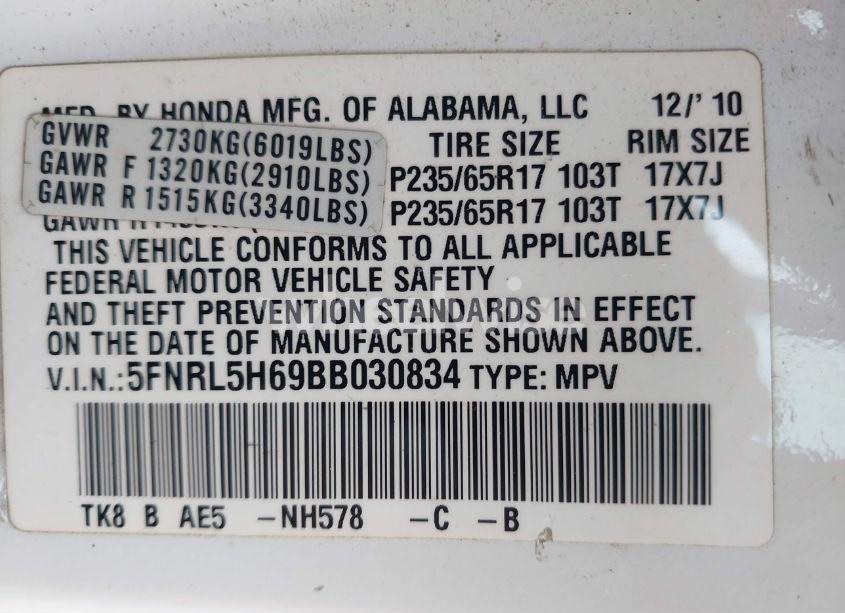 MFD. BY HONDA MFG. OF ALABAMA, LLC 12/' 10
GVWR 2730KG(6019LBS) TIRE SIZE RIM SIZE
GAWR F 1320KG(2910LBS) P235/65R17 103T 17X7J
GAWR R 1515KG(3340LBS) P235/65R17 103T 17X7J
GAWR R
THIS VEHICLE CONFORMS TO ALL APPLICABLE
FEDERAL MOTOR VEHICLE SAFETY
AND THEFT PREVENTION STANDARDS IN EFFECT
ON THE DATE OF MANUFACTURE SHOWN ABOVE.
V.I.N.:5FNRL5H69BB030834 TYPE: MPV
TK8 B AE5 -NH578 -C -B